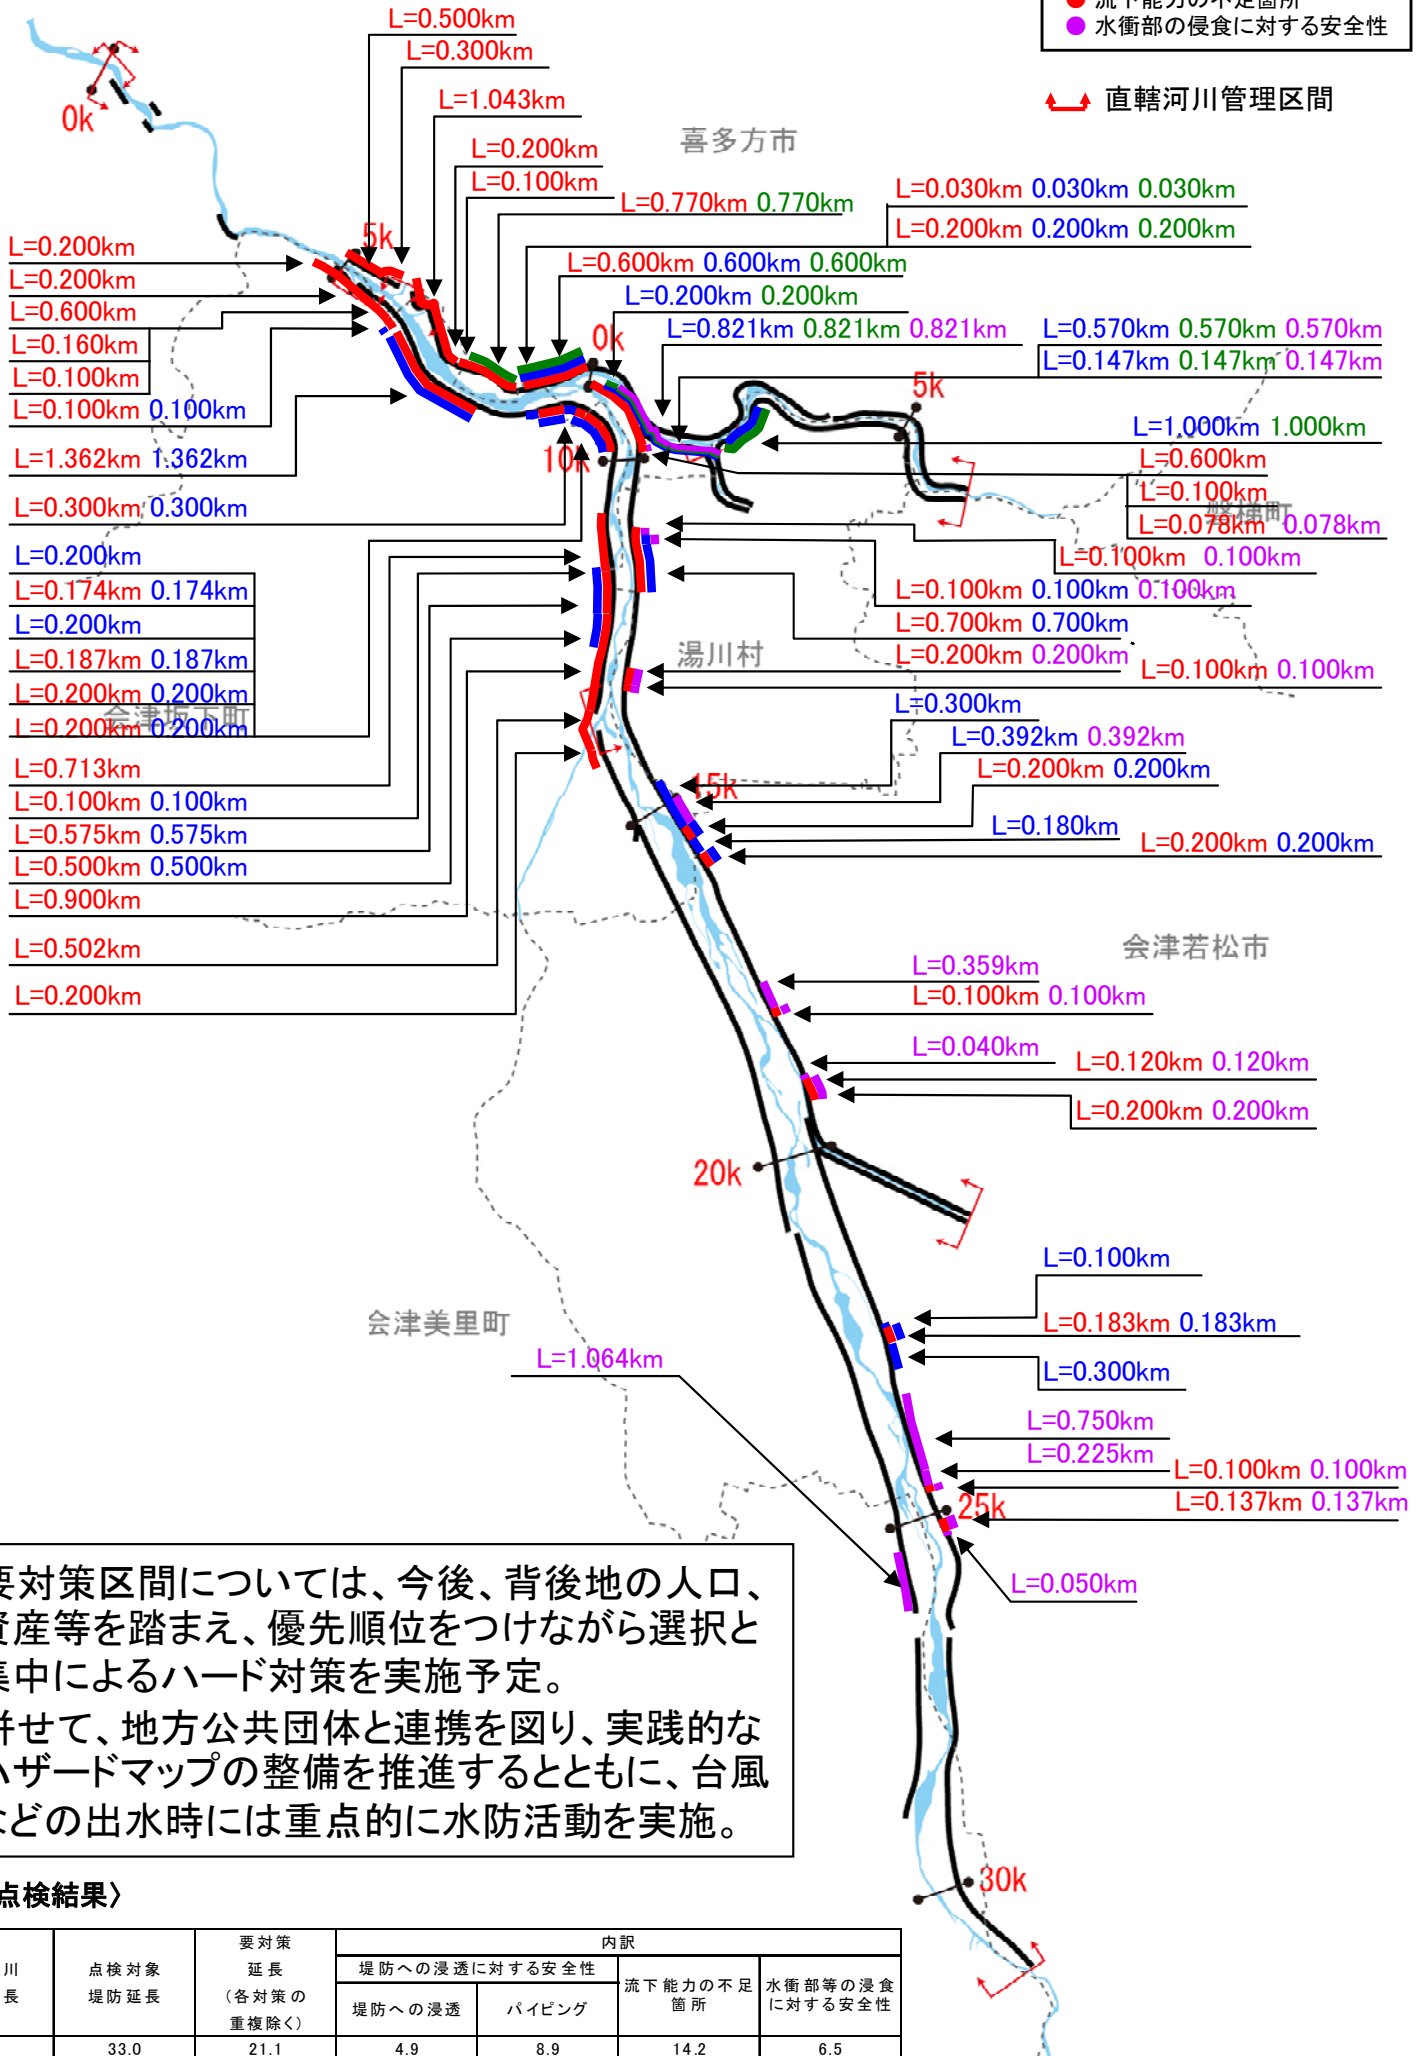 L=0.500km
L=0.300km
L=1.043km
L=0.200km
L=0.100km
L=0.770km 0.770km
流下能力の不足箇所
水衝部の侵食に対する安全性
直轄河川管理区間
0k
喜多方市
L=0.030km 0.030km 0.030km
L=0.200km 0.200km 0.200km
L=0.600km 0.600km 0.600km
L=0.200km 0.200km
L=0.821km 0.821km 0.821km
L=0.570km 0.570km 0.570km
L=0.147km 0.147km 0.147km
5k
0k
5k
L=0.200km
L=0.200km
L=0.600km
L=0.160km
L=0.100km
L=0.100km 0.100km
L=1.362km 1.362km
L=0.300km 0.300km
10k
L=1.000km 1.000km
L=0.600km
L=0.100km
磐梯町
L=0.078km 0.078km
L=0.100km 0.100km
L=0.100km 0.100km 0.100km
L=0.700km 0.700km
湯川村
L=0.200km 0.200km
L=0.100km 0.100km
L=0.200km
L=0.174km 0.174km
L=0.200km
L=0.187km 0.187km
L=0.200km 0.200km
会津坂下町
L=0.200km 0.200km
L=0.713km
L=0.100km 0.100km
L=0.575km 0.575km
L=0.500km 0.500km
L=0.900km
L=0.502km
L=0.200km
L=0.300km
L=0.392km 0.392km
L=0.200km 0.200km
15k
L=0.180km
L=0.200km 0.200km
会津若松市
L=0.359km
L=0.100km 0.100km
L=0.040km
L=0.120km 0.120km
L=0.200km 0.200km
20k
L=0.100km
L=0.183km 0.183km
L=0.300km
会津美里町
L=1.064km
L=0.750km
L=0.225km
L=0.100km 0.100km
L=0.137km 0.137km
25k
L=0.050km
30k
要対策区間については、今後、背後地の人口、
資産等を踏まえ、優先順位をつけながら選択と
集中によるハード対策を実施予定。
併せて、地方公共団体と連携を図り、実践的な
ハザードマップの整備を推進するとともに、台風
などの出水時には重点的に水防活動を実施。
点検結果〉
川
長
点検対象
堤防延長
要対策
延長
(各対策の
重複除く)
内訳
堤防への浸透に対する安全性
堤防への浸透
パイピング
流下能力の不足
箇所
水衝部等の浸食
に対する安全性
33.0 21.1 4.9 8.9 14.2 6.5